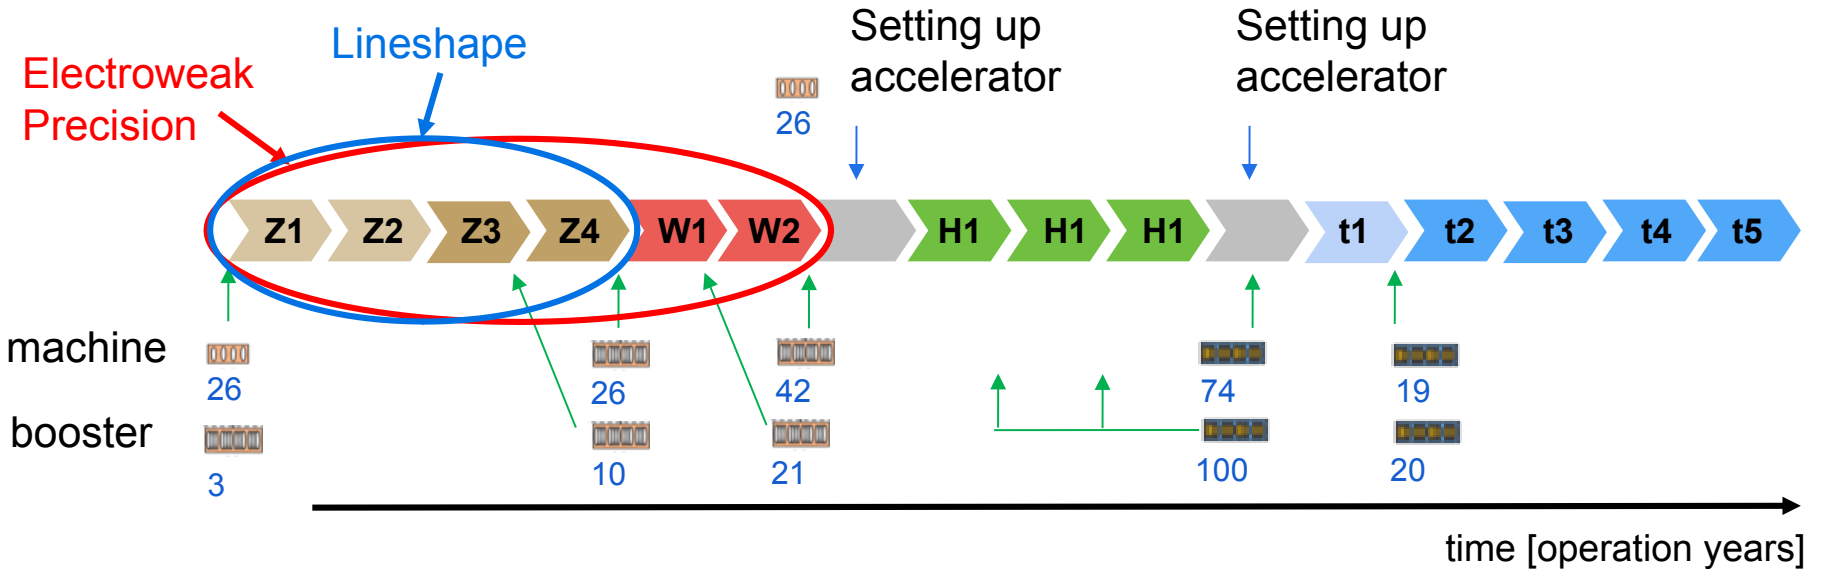 Setting up
accelerator
Setting up
accelerator
Lineshape
Electroweak
Precision
26
Z1 Z2 Z3 Z4 W1 W2 H1 H1 H1 t1 t2 t3 t4 t5
machine
26 26 42 74 19
booster
3 10 21 100 20
time [operation years]